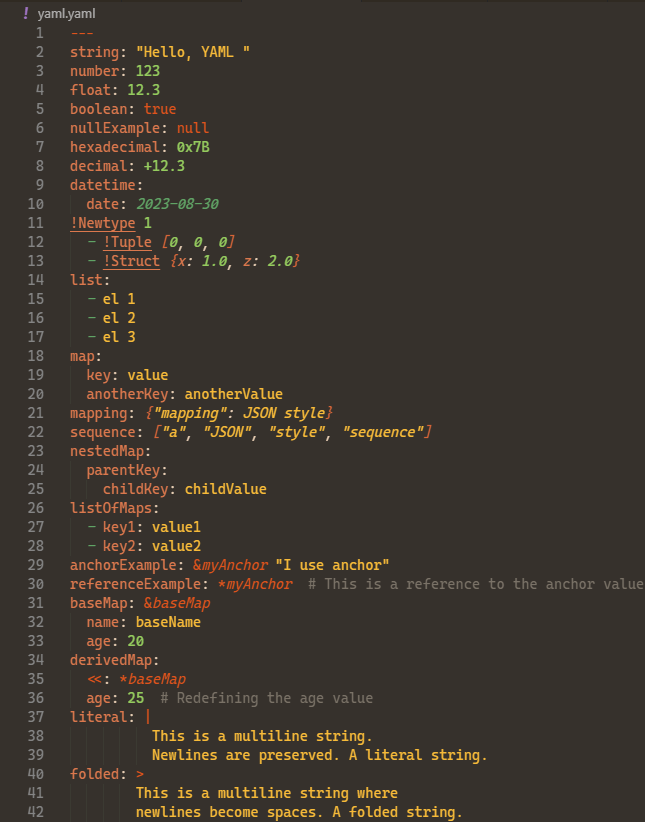 ! yaml.yaml
1 ---
2 string: "Hello, YAML "
3 number: 123
4 float: 12.3
5 boolean: true
6 nullExample: null
7 hexadecimal: 0x7B
8 decimal: +12.3
9 datetime:
10 date: 2023-08-30
11 !Newtype 1
12 - !Tuple [0, 0, 0]
13 - !Struct {x: 1.0, z: 2.0}
14 list:
15 - el 1
16 - el 2
17 - el 3
18 map:
19 key: value
20 anotherKey: anotherValue
21 mapping: {"mapping": JSON style}
22 sequence: ["a", "JSON", "style", "sequence"]
23 nestedMap:
24 parentKey:
25 childKey: childValue
26 listOfMaps:
27 - key1: value1
28 - key2: value2
29 anchorExample: &myAnchor "I use anchor"
30 referenceExample: *myAnchor # This is a reference to the anchor value
31 baseMap: &baseMap
32 name: baseName
33 age: 20
34 derivedMap:
35 <<: *baseMap
36 age: 25 # Redefining the age value
37 literal: |
38 This is a multiline string.
39 Newlines are preserved. A literal string.
40 folded: >
41 This is a multiline string where
42 newlines become spaces. A folded string.